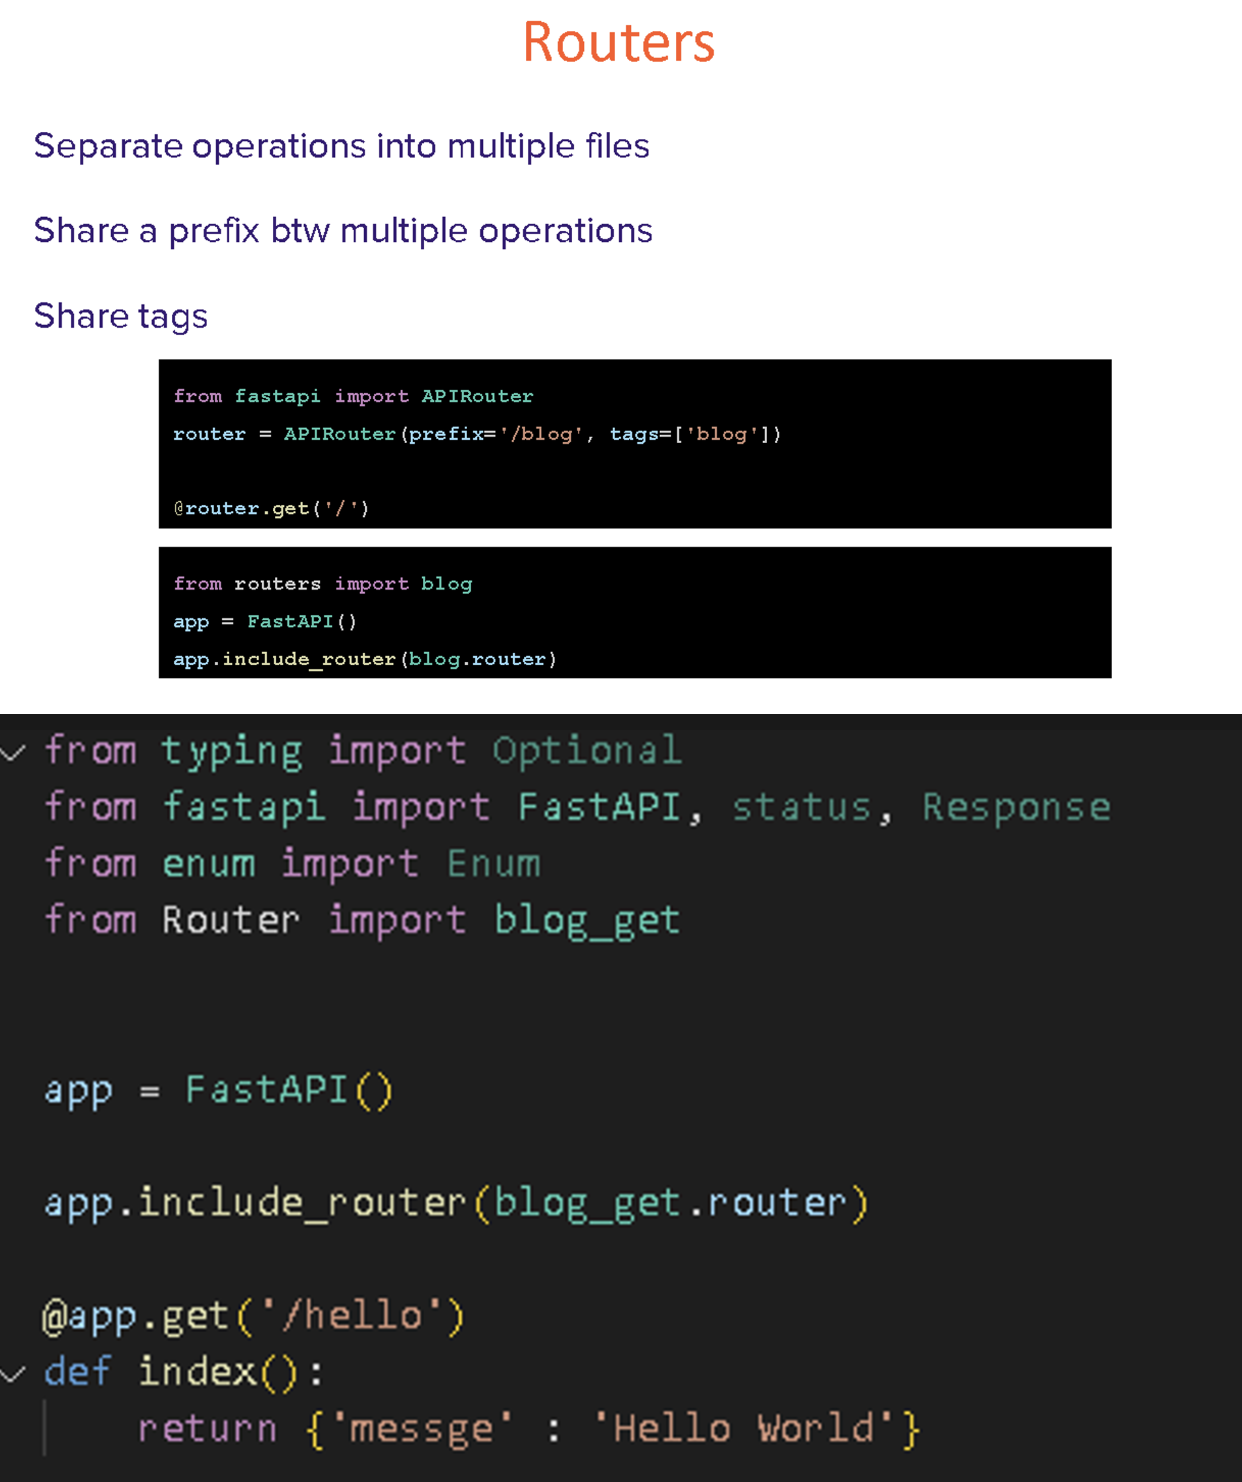 Routers
Separate operations into multiple files
Share a prefix btw multiple operations
Share tags
from fastapi import APIRouter
router = APIRouter(prefix='/blog', tags=['blog'])
@router.get('/')
from routers import blog
app = FastAPI()
app.include_router(blog.router)
from typing import Optional
from fastapi import FastAPI, status, Response
from enum import Enum
from Router import blog_get
app = FastAPI()
app.include_router(blog_get.router)
@app.get('/hello')
def index():
return {'messge' : 'Hello World'}